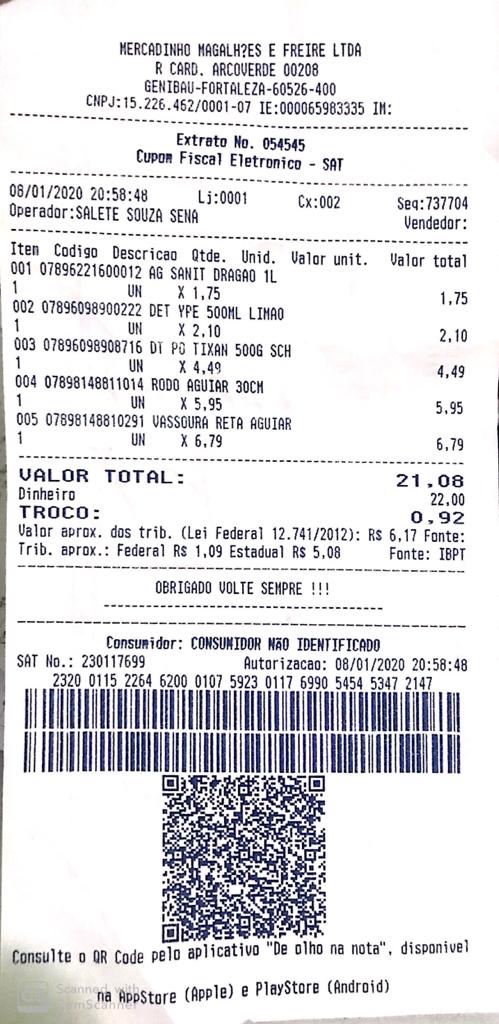 MERCADINHO MAGALH?ES E FREIRE LTDA
R CARD. ARCOVERDE 00208
GENIBAU-FORTALEZA-60526-400
CNPJ:15.226.462/0001-07 IE:000065983335 IM:
Extrato No. 054545
Cupom Fiscal Eletronico - SAT
08/01/2020 20:58:48 Lj:0001 Cx:002 Seq:737704
Operador:SALETE SOUZA SENA Vendedor:
Item Codigo Descricao Qtde. Unid. Valor unit. Valor total
001 07896221600012 AG SANIT DRAGAO 1L
1 UN X 1,75 1,75
002 07896098900222 DET YPE 500ML LIMAO
1 UN X 2,10 2,10
003 07896098908716 DT PO TIXAN 500G SCH
1 UN X 4,49 4,49
004 07898148811014 RODO AGUIAR 30CM
1 UN X 5,95 5,95
005 07898148810291 VASSOURA RETA AGUIAR
1 UN X 6,79 6,79
VALOR TOTAL: 21,08
Dinheiro 22,00
TROCO: 0,92
Valor aprox. dos trib. (Lei Federal 12.741/2012): R$ 6,17 Fonte:
Trib. aprox.: Federal R$ 1,09 Estadual R$ 5,08 Fonte: IBPT
OBRIGADO VOLTE SEMPRE !!!
Consumidor: CONSUMIDOR NãO IDENTIFICADO
SAT No.: 230117699 Autorizacao: 08/01/2020 20:58:48
2320 0115 2264 6200 0107 5923 0117 6990 5454 5347 2147
Consulte o QR Code pelo aplicativo "De olho na nota", disponivel
na AppStore (Apple) e PlayStore (Android)
CS Scanned with
CamScanner